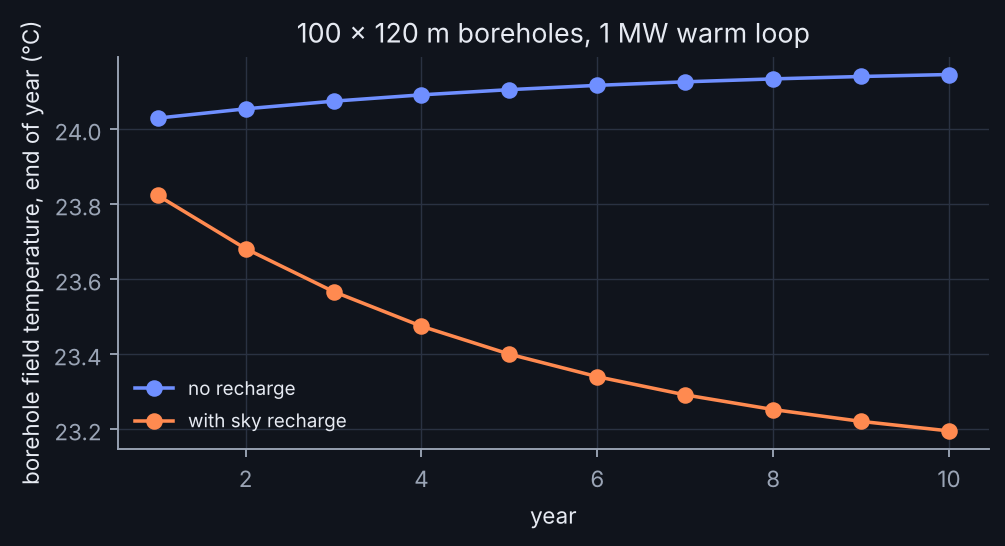 100 × 120 m boreholes, 1 MW warm loop
borehole field temperature, end of year (°C)
24.0
23.8
23.6
23.4
23.2
no recharge
with sky recharge
2 4 6 8 10
year